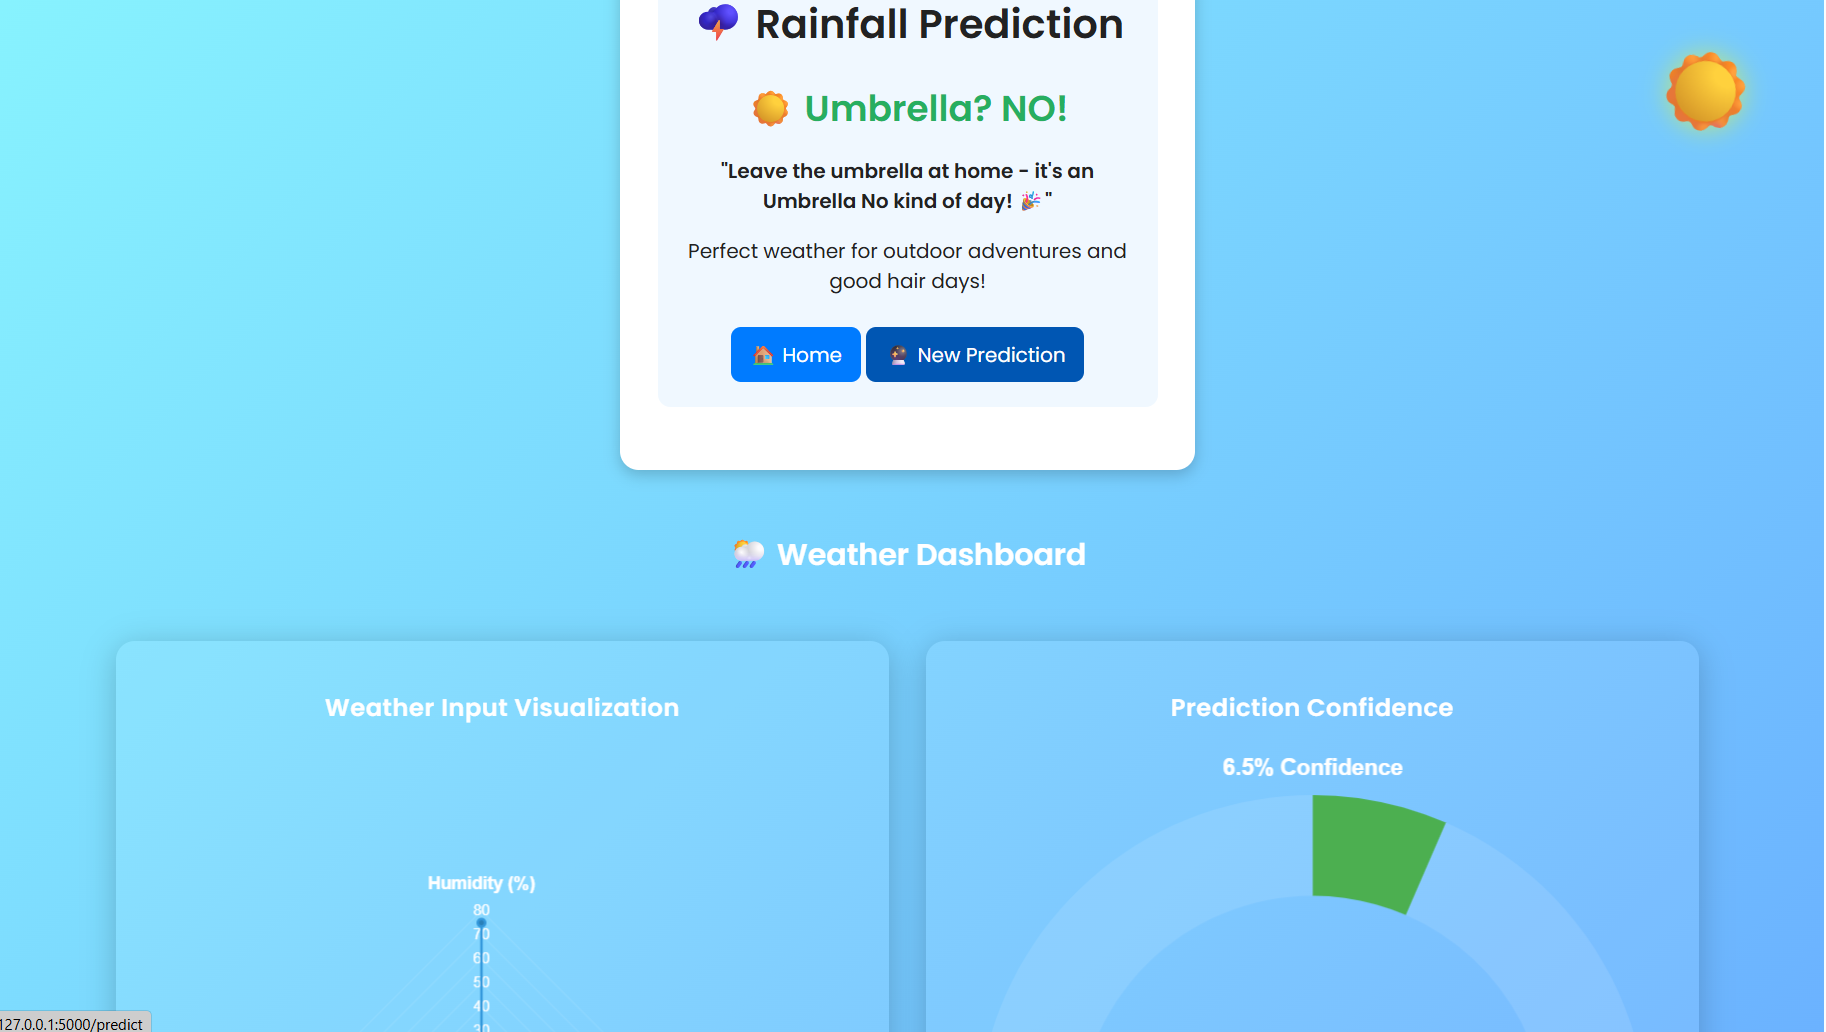 Rainfall Prediction
Umbrella? NO!
"Leave the umbrella at home - it's an
Umbrella No kind of day! 🎉"
Perfect weather for outdoor adventures and
good hair days!
Home
New Prediction
Weather Dashboard
Weather Input Visualization
Humidity (%)
80
70
60
50
40
30
Prediction Confidence
6.5% Confidence
127.0.0.1:5000/predict